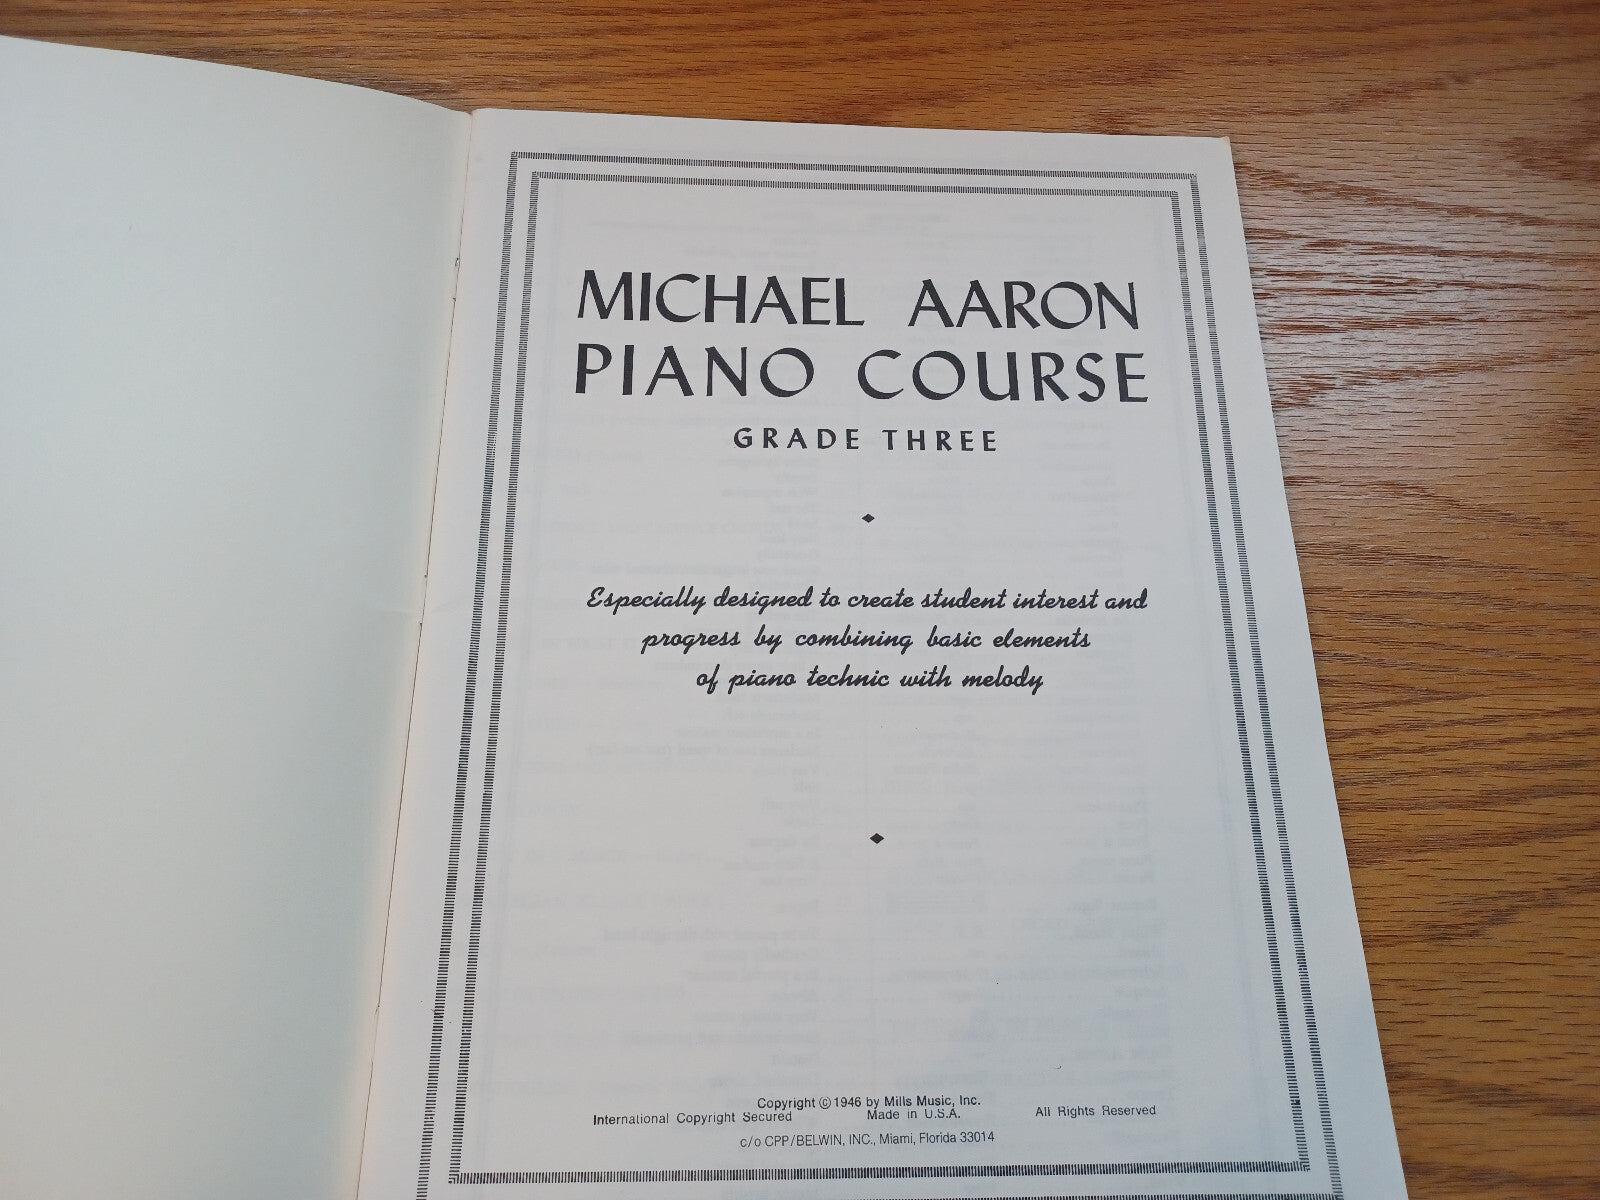 MICHAEL AARON
PIANO COURSE
GRADE THREE
Especially designed to create student interest and
progress by combining basic elements
of piano technic with melody
Copyright © 1946 by Mills Music, Inc.
International Copyright Secured Made in U.S.A. All Rights Reserved
c/o CPP/BELWIN, INC., Miami, Florida 33014